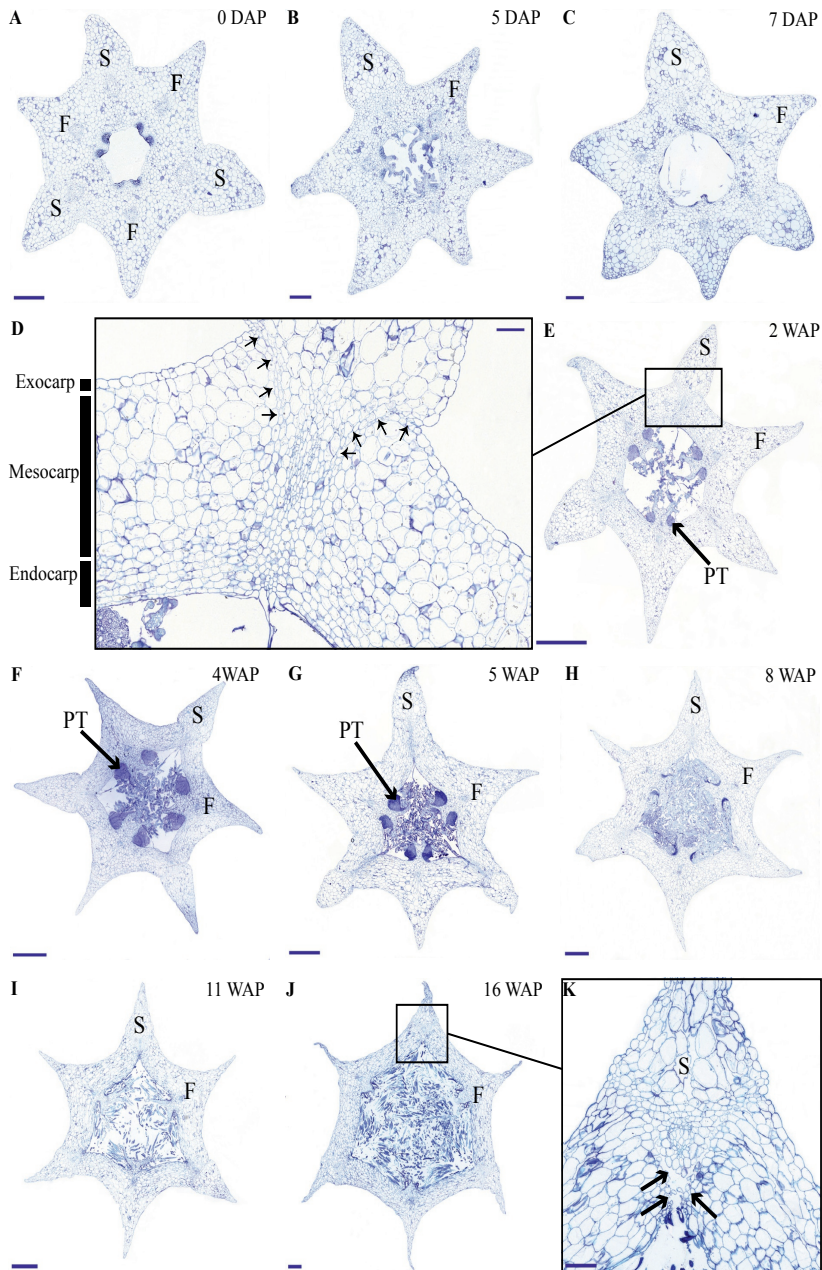 A 0 DAP
S
F
F
S
S
F
B 5 DAP
S
F
C 7 DAP
S
F
D
Exocarp
Mesocarp
Endocarp
E 2 WAP
S
F
PT
F 4WAP
PT
S
F
G 5 WAP
S
PT
F
H 8 WAP
S
F
I 11 WAP
S
F
J 16 WAP
F
K
S